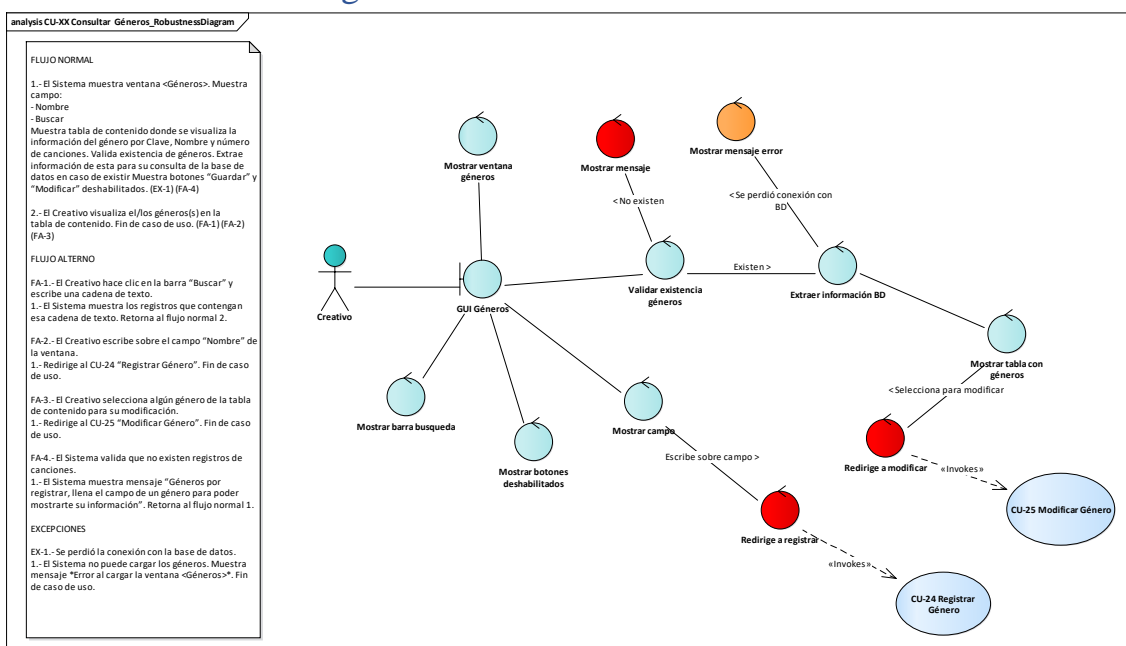 analysis CU-XX Consultar Géneros_RobustnessDiagram
FLUJO NORMAL
1.- El Sistema muestra ventana <Géneros>. Muestra
campo:
- Nombre
- Buscar
Muestra tabla de contenido donde se visualiza la
información del género por Clave, Nombre y número
de canciones. Valida existencia de géneros. Extrae
información de esta para su consulta de la base de
datos en caso de existir Muestra botones “Guardar” y
“Modificar” deshabilitados. (EX-1) (FA-4)
2.- El Creativo visualiza el/los géneros(s) en la
tabla de contenido. Fin de caso de uso. (FA-1) (FA-2)
(FA-3)
FLUJO ALTERNO
FA-1.- El Creativo hace clic en la barra “Buscar” y
escribe una cadena de texto.
1.- El Sistema muestra los registros que contengan
esa cadena de texto. Retorna al flujo normal 2.
FA-2.- El Creativo escribe sobre el campo “Nombre” de
la ventana.
1.- Redirige al CU-24 “Registrar Género”. Fin de caso
de uso.
FA-3.- El Creativo selecciona algún género de la tabla
de contenido para su modificación.
1.- Redirige al CU-25 “Modificar Género”. Fin de caso
de uso.
FA-4.- El Sistema valida que no existen registros de
canciones.
1.- El Sistema muestra mensaje “Géneros por
registrar, llena el campo de un género para poder
mostrarte su información”. Retorna al flujo normal 1.
EXCEPCIONES
EX-1.- Se perdió la conexión con la base de datos.
1.- El Sistema no puede cargar los géneros. Muestra
mensaje *Error al cargar la ventana <Géneros>*. Fin
de caso de uso.
Mostrar ventana
géneros
Mostrar mensaje
Mostrar mensaje error
< No existen
< Se perdió conexión con
BD
Creativo
GUI Géneros
Validar existencia
géneros
Existen >
Extraer información BD
Mostrar tabla con
géneros
< Selecciona para modificar
Mostrar barra busqueda
Mostrar botones
deshabilitados
Mostrar campo
Escribe sobre campo >
Redirige a modificar
«Invokes»
CU-25 Modificar Género
Redirige a registrar
«Invokes»
CU-24 Registrar
Género